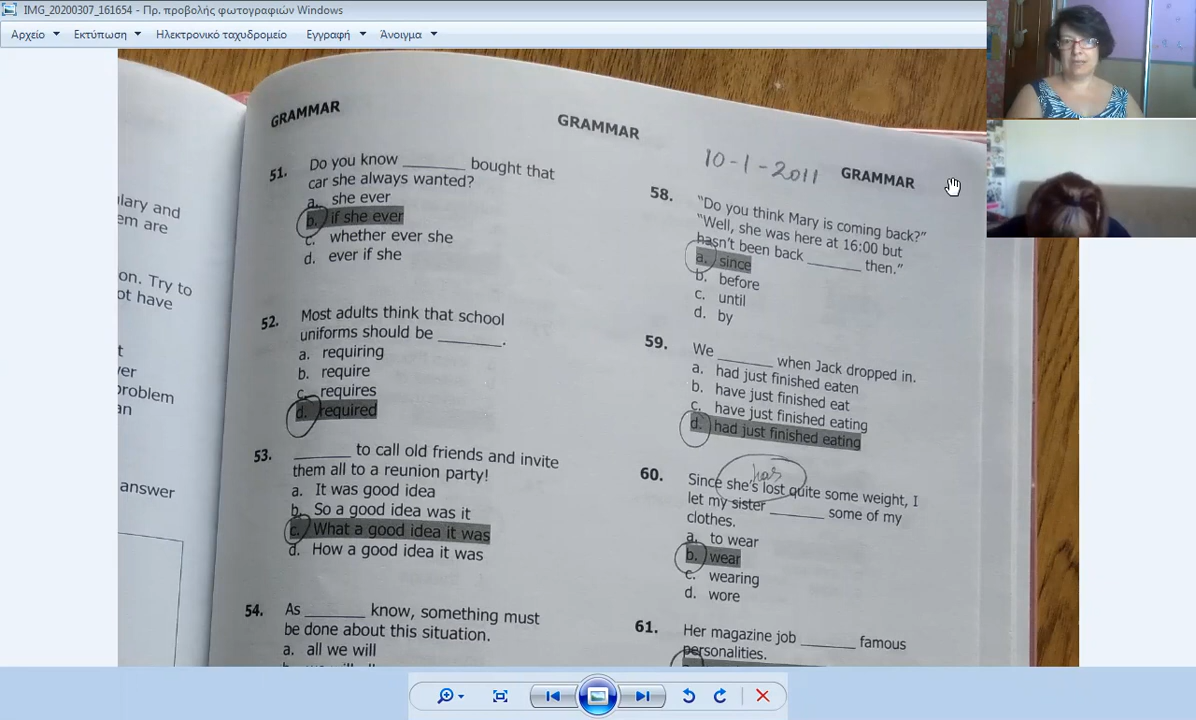 IMG_20200307_161654 - Πρ. προβολής φωτογραφιών Windows
Αρχείο Εκτύπωση Ηλεκτρονικό ταχυδρομείο Εγγραφή Άνοιγμα
lary and
em are
on. Try to
ot have
t
ver
problem
an
answer
GRAMMAR
51. Do you know ______ bought that
car she always wanted?
a. she ever
b. if she ever
c. whether ever she
d. ever if she
52. Most adults think that school
uniforms should be ______.
a. requiring
b. require
c. requires
d. required
53. ______ to call old friends and invite
them all to a reunion party!
a. It was good idea
b. So a good idea was it
c. What a good idea it was
d. How a good idea it was
54. As ______ know, something must
be done about this situation.
a. all we will
GRAMMAR
10-1-2011
GRAMMAR
58. "Do you think Mary is coming back?"
"Well, she was here at 16:00 but
hasn't been back ______ then."
a. since
b. before
c. until
d. by
59. We ______ when Jack dropped in.
a. had just finished eaten
b. have just finished eat
c. have just finished eating
d. had just finished eating
has
60. Since she's lost quite some weight, I
let my sister ______ some of my
clothes.
a. to wear
b. wear
c. wearing
d. wore
61. Her magazine job ______ famous
personalities.